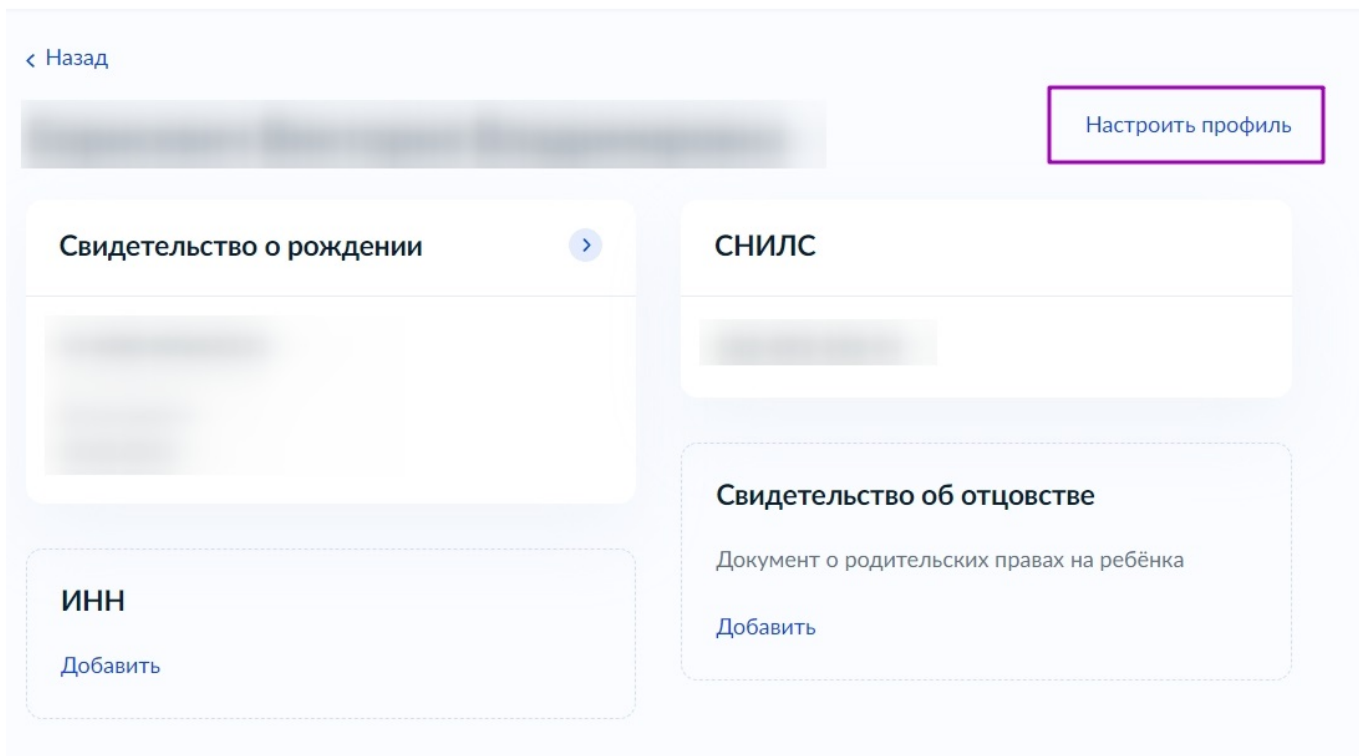 Назад
Настроить профиль
Свидетельство о рождении
СНИЛС
Свидетельство об отцовстве
Документ о родительских правах на ребёнка
Добавить
ИНН
Добавить